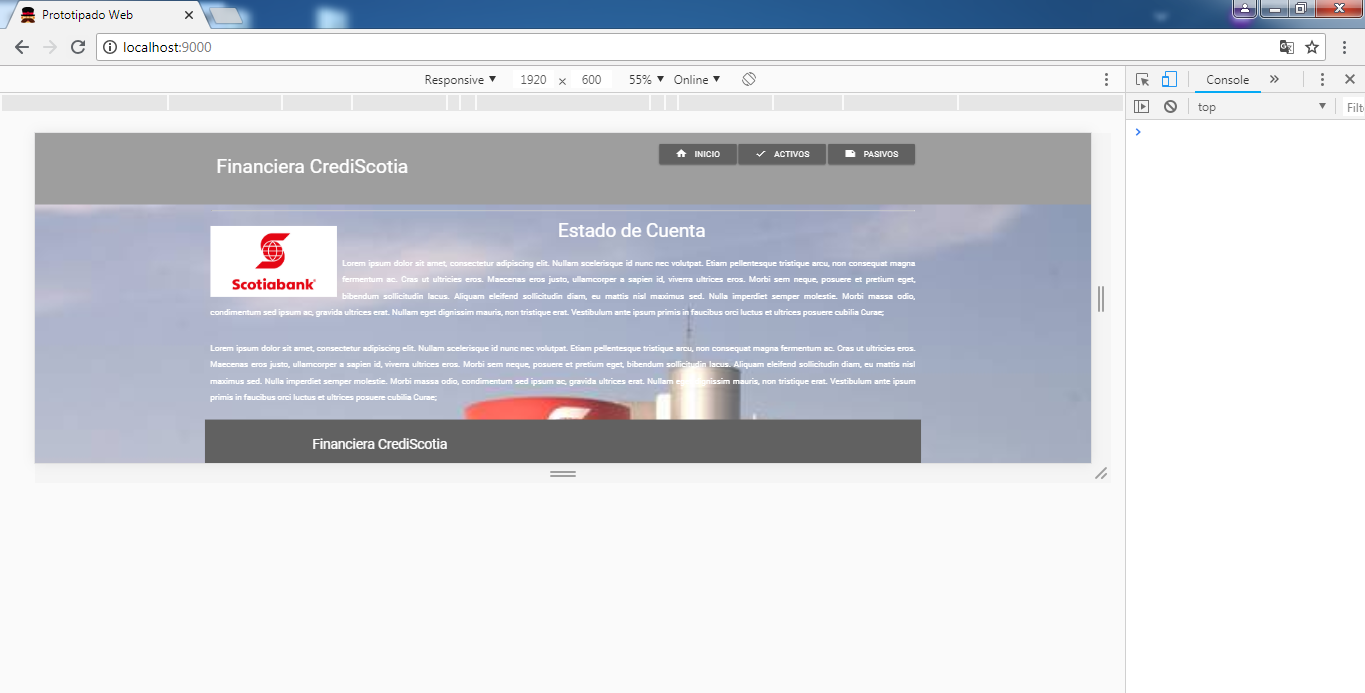 Prototipado Web
localhost:9000
Responsive ▼ 1920 x 600 55% ▼ Online ▼
Console »
top ▼ Filt
Financiera CrediScotia
INICIO ACTIVOS PASIVOS
Estado de Cuenta
Scotiabank
Lorem ipsum dolor sit amet, consectetur adipiscing elit. Nullam scelerisque id nunc nec volutpat. Etiam pellentesque tristique arcu, non consequat magna
fermentum ac. Cras ut ultricies eros. Maecenas eros justo, ullamcorper a sapien id, viverra ultrices eros. Morbi sem neque, posuere et pretium eget,
bibendum sollicitudin lacus. Aliquam eleifend sollicitudin diam, eu mattis nisl maximus sed. Nulla imperdiet semper molestie. Morbi massa odio,
condimentum sed ipsum ac, gravida ultrices erat. Nullam eget dignissim mauris, non tristique erat. Vestibulum ante ipsum primis in faucibus orci luctus et ultrices posuere cubilia Curae;
Lorem ipsum dolor sit amet, consectetur adipiscing elit. Nullam scelerisque id nunc nec volutpat. Etiam pellentesque tristique arcu, non consequat magna fermentum ac. Cras ut ultricies eros.
Maecenas eros justo, ullamcorper a sapien id, viverra ultrices eros. Morbi sem neque, posuere et pretium eget, bibendum sollicitudin lacus. Aliquam eleifend sollicitudin diam, eu mattis nisl
maximus sed. Nulla imperdiet semper molestie. Morbi massa odio, condimentum sed ipsum ac, gravida ultrices erat. Nullam eget dignissim mauris, non tristique erat. Vestibulum ante ipsum
primis in faucibus orci luctus et ultrices posuere cubilia Curae;
Financiera CrediScotia